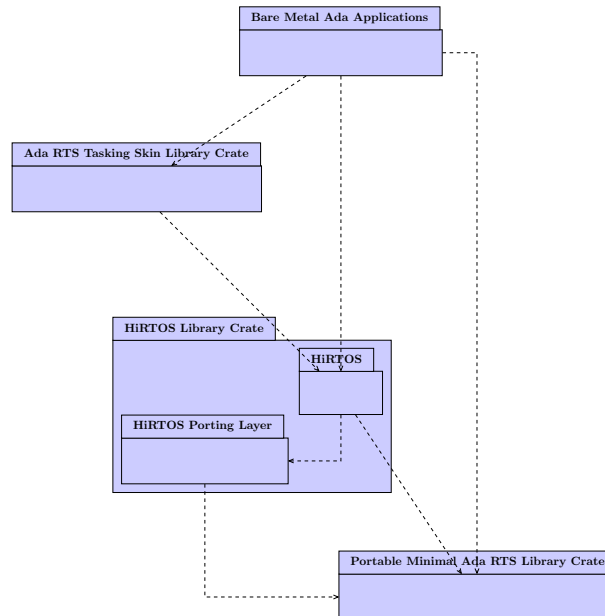 Bare Metal Ada Applications
Ada RTS Tasking Skin Library Crate
HiRTOS Library Crate
HiRTOS
HiRTOS Porting Layer
Portable Minimal Ada RTS Library Crate